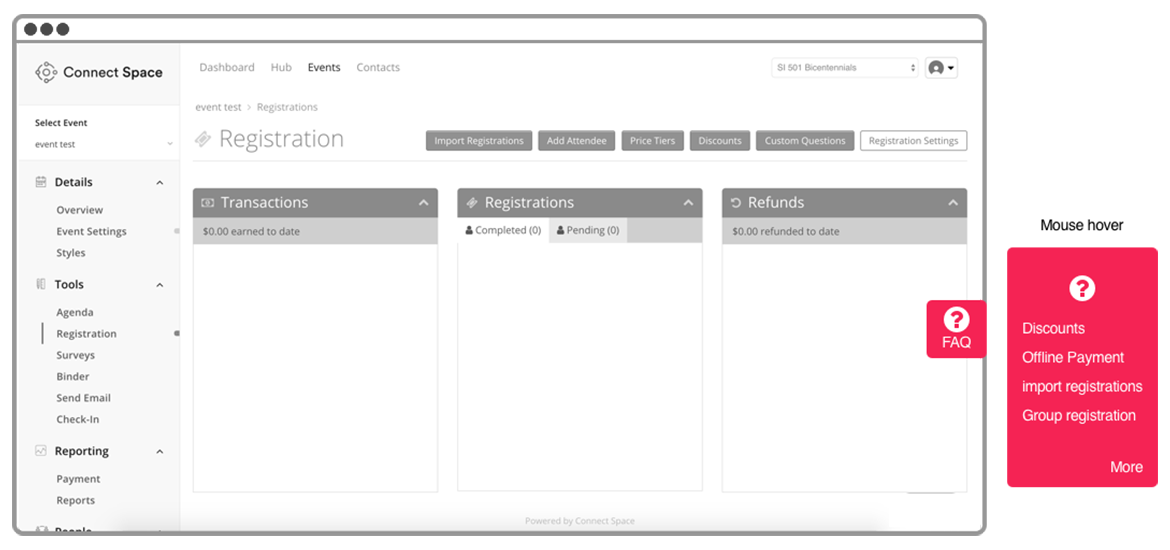 Connect Space
Dashboard Hub Events Contacts
SI 501 Bicentennials
Select Event
event test
event test > Registrations
Registration
Import Registrations Add Attendee Price Tiers Discounts Custom Questions Registration Settings
Details
Overview
Event Settings
Styles
Tools
Agenda
Registration
Surveys
Binder
Send Email
Check-In
Reporting
Payment
Reports
People
Transactions
$0.00 earned to date
Registrations
Completed (0) Pending (0)
Refunds
$0.00 refunded to date
?
FAQ
Powered by Connect Space
Mouse hover
?
Discounts
Offline Payment
import registrations
Group registration
More